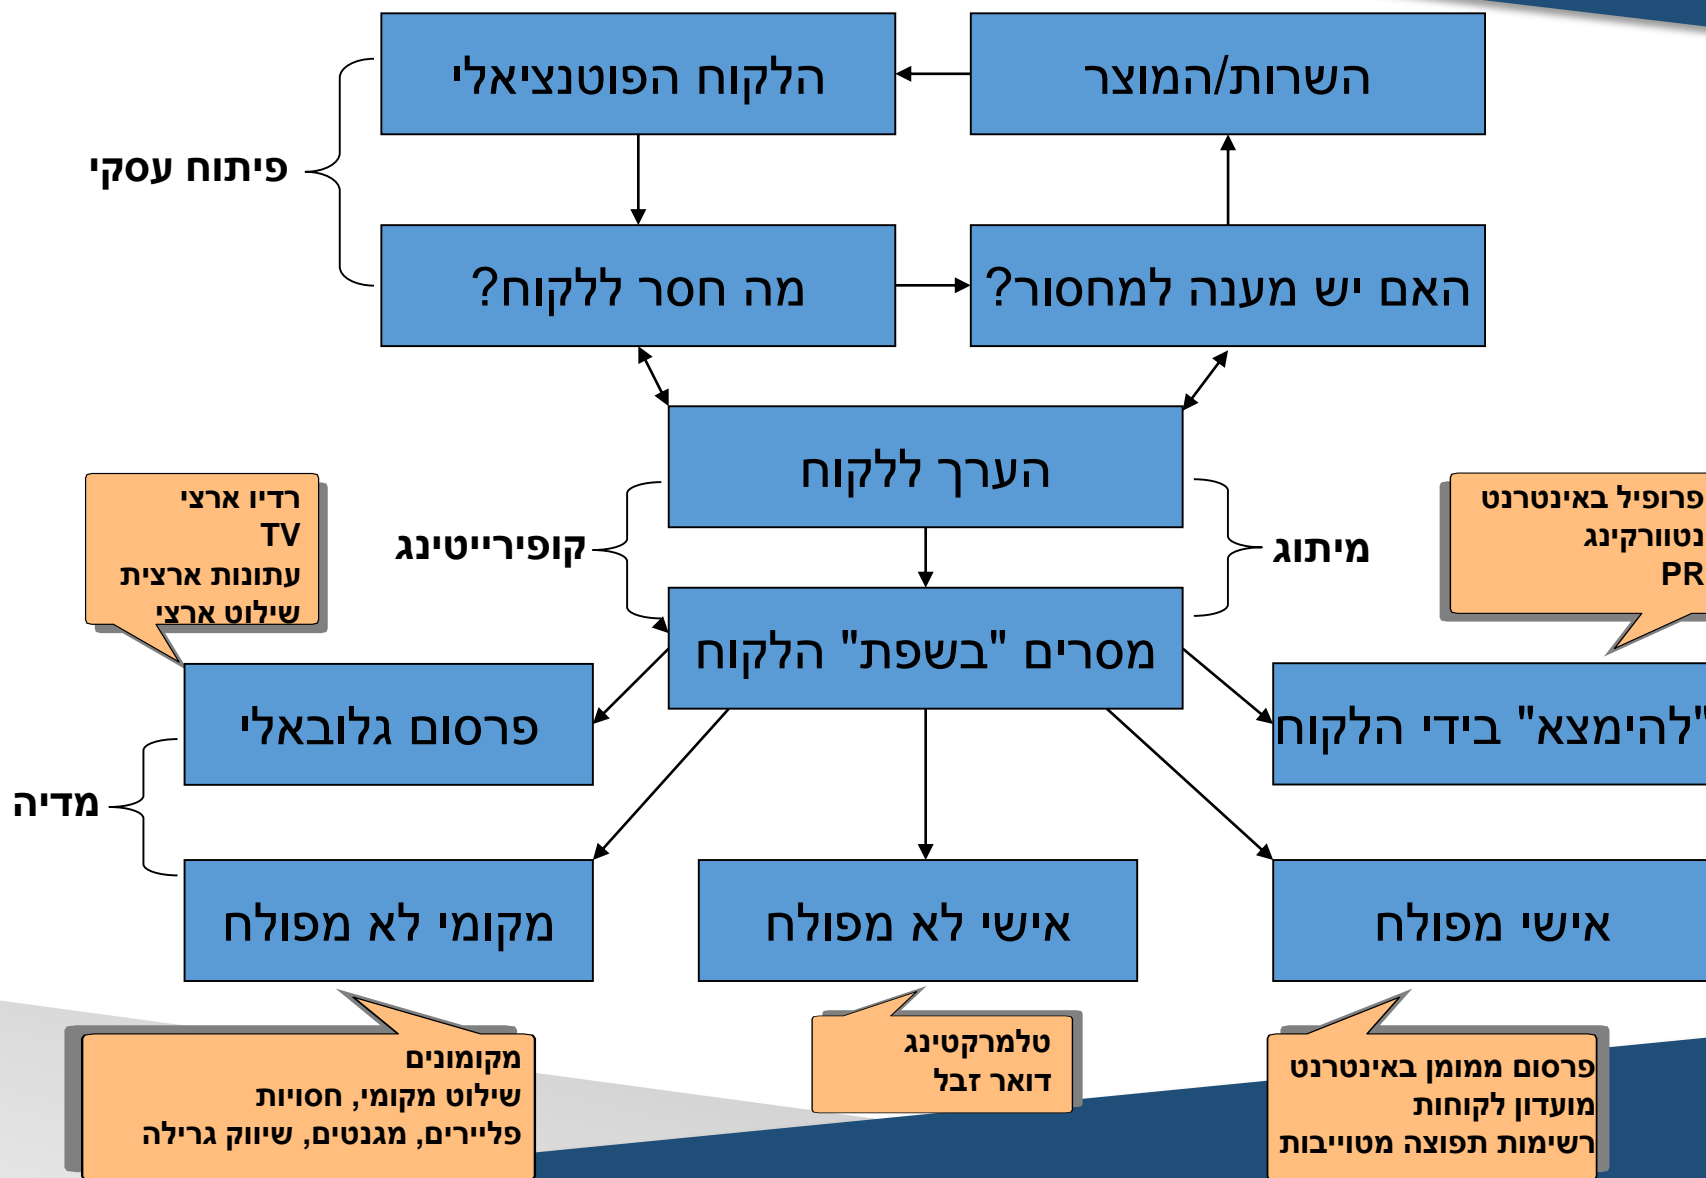 השרות/המוצר
הלקוח הפוטנציאלי
פיתוח עסקי
האם יש מענה למחסור?
מה חסר ללקוח?
הערך ללקוח
מיתוג
קופירייטינג
פרופיל באינטרנט
נטוורקינג
PR
רדיו ארצי
TV
עתונות ארצית
שילוט ארצי
מסרים "בשפת" הלקוח
"להימצא" בידי הלקוח
פרסום גלובאלי
מדיה
אישי מפולח
אישי לא מפולח
מקומי לא מפולח
פרסום ממומן באינטרנט
מועדון לקוחות
רשימות תפוצה מטוייבות
טלמרקטינג
דואר זבל
מקומונים
שילוט מקומי, חסויות
פליירים, מגנטים, שיווק גרילה